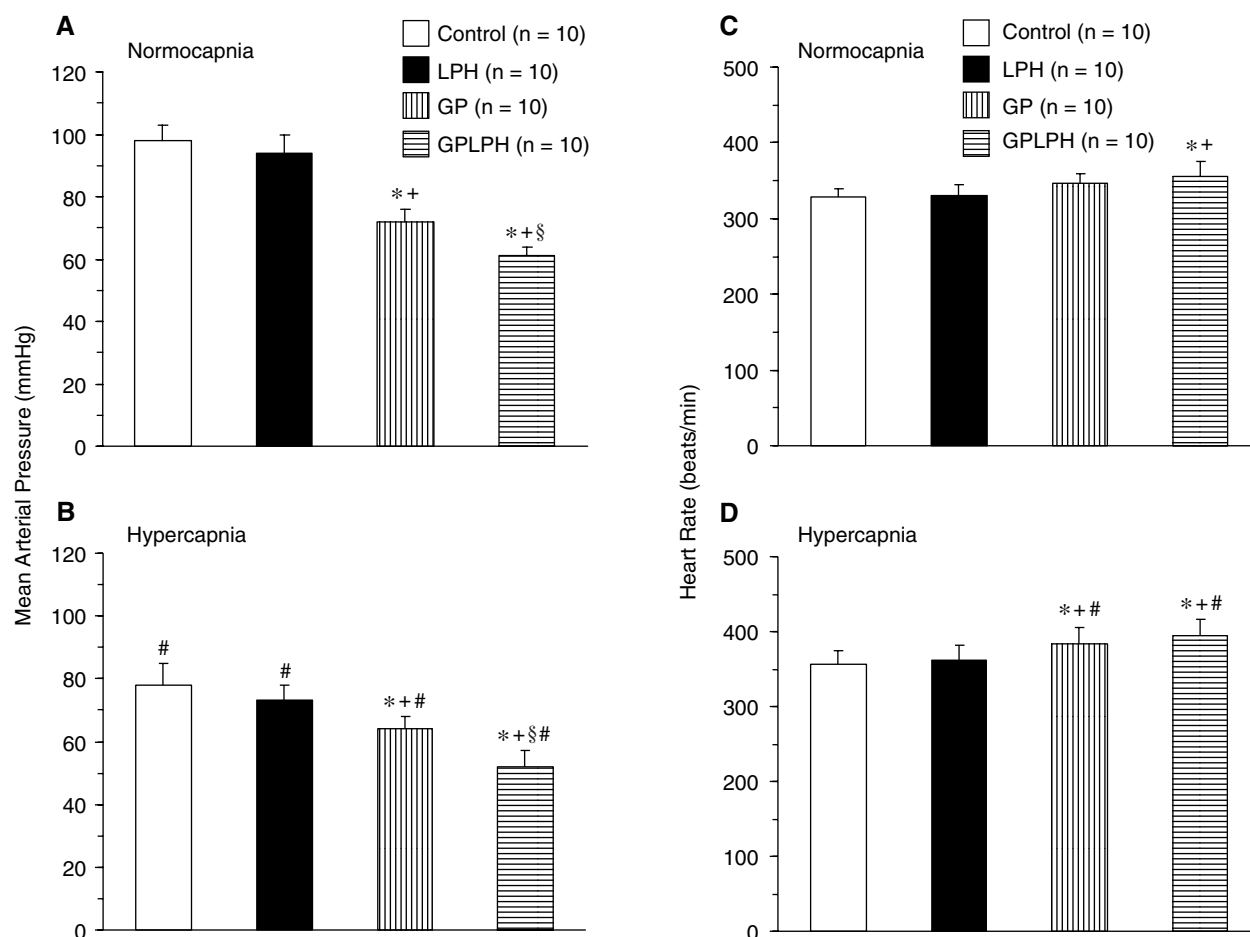 A
Normocapnia
Control (n = 10)
LPH (n = 10)
GP (n = 10)
GPLPH (n = 10)
120
100
80
60
40
20
0
*+
*+§
Mean Arterial Pressure (mmHg)
B
Hypercapnia
120
100
80
60
40
20
0
#
#
*+#
*+§#
C
Normocapnia
Control (n = 10)
LPH (n = 10)
GP (n = 10)
GPLPH (n = 10)
500
400
300
200
100
0
*+
Heart Rate (beats/min)
D
Hypercapnia
500
400
300
200
100
0
*+#
*+#